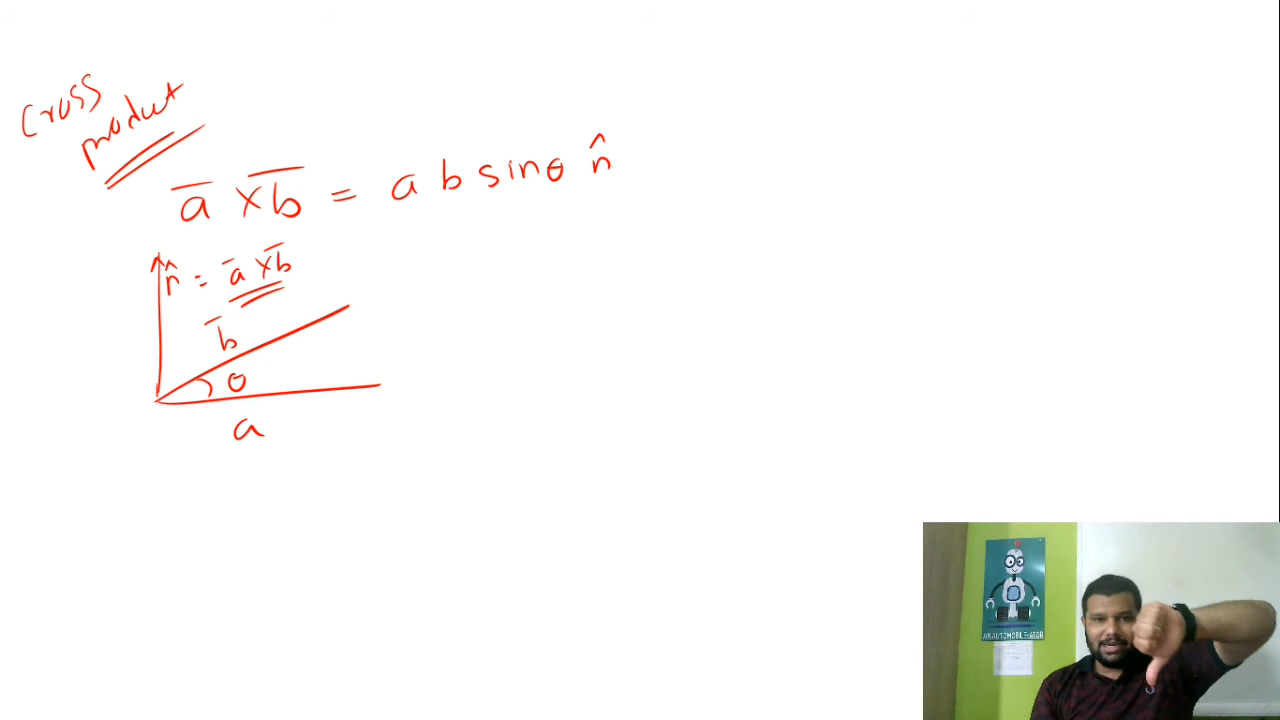 Cross
product
a̅ × b̅ = a b sinθ n̂
n̂ = a̅ × b̅
b̅
θ
a